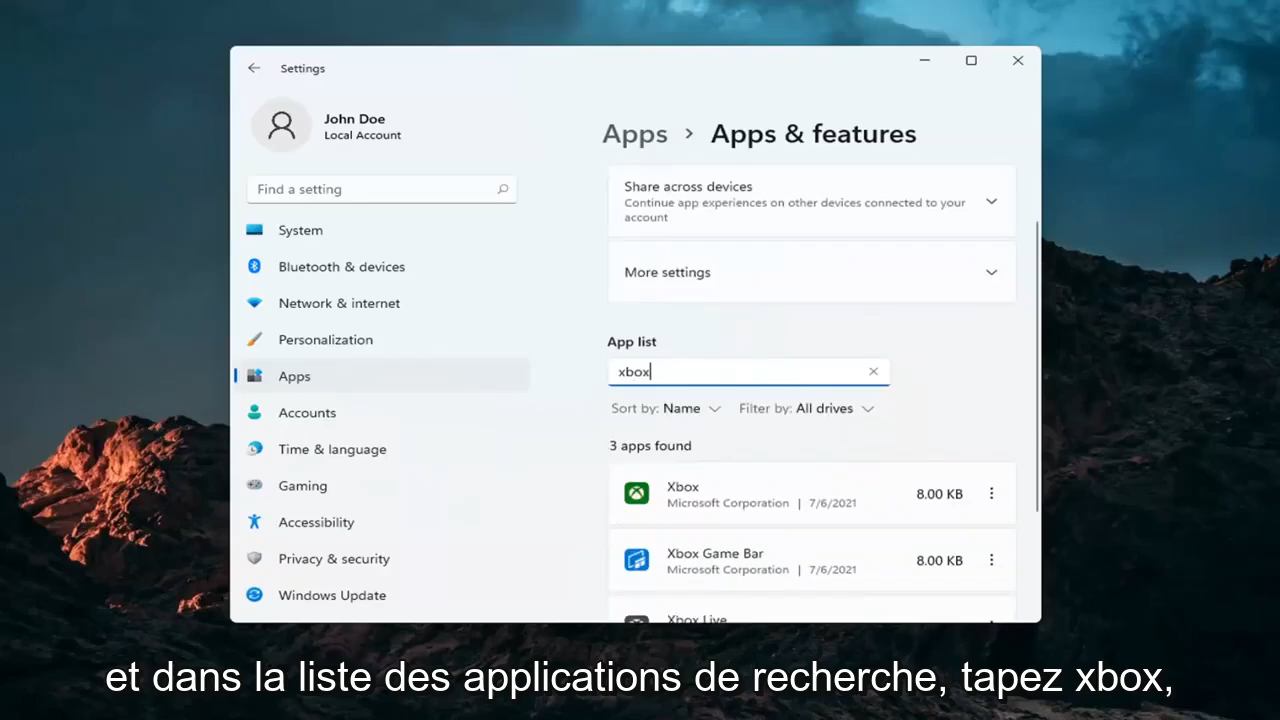 Settings
John Doe
Local Account
Find a setting
System
Bluetooth & devices
Network & internet
Personalization
Apps
Accounts
Time & language
Gaming
Accessibility
Privacy & security
Windows Update
Apps > Apps & features
Share across devices
Continue app experiences on other devices connected to your
account
More settings
App list
xbox
Sort by: Name Filter by: All drives
3 apps found
Xbox
Microsoft Corporation | 7/6/2021 8.00 KB
Xbox Game Bar
Microsoft Corporation | 7/6/2021 8.00 KB
Xbox Live
et dans la liste des applications de recherche, tapez xbox,